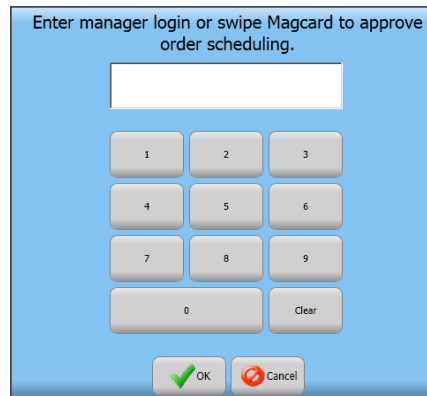 Enter manager login or swipe Magcard to approve
order scheduling.
1 2 3
4 5 6
7 8 9
0 Clear
OK Cancel